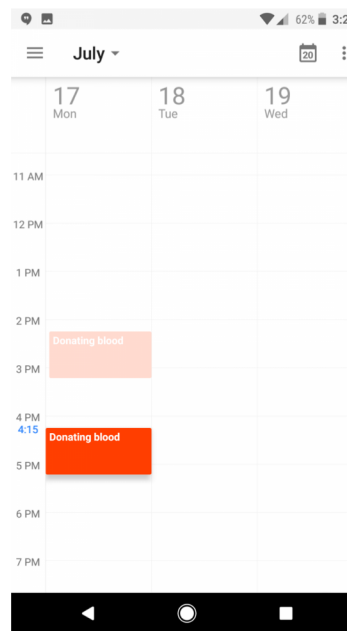 62% 3:2
July
20
17 18 19
Mon Tue Wed
11 AM
12 PM
1 PM
2 PM
Donating blood
3 PM
4 PM
4:15
Donating blood
5 PM
6 PM
7 PM